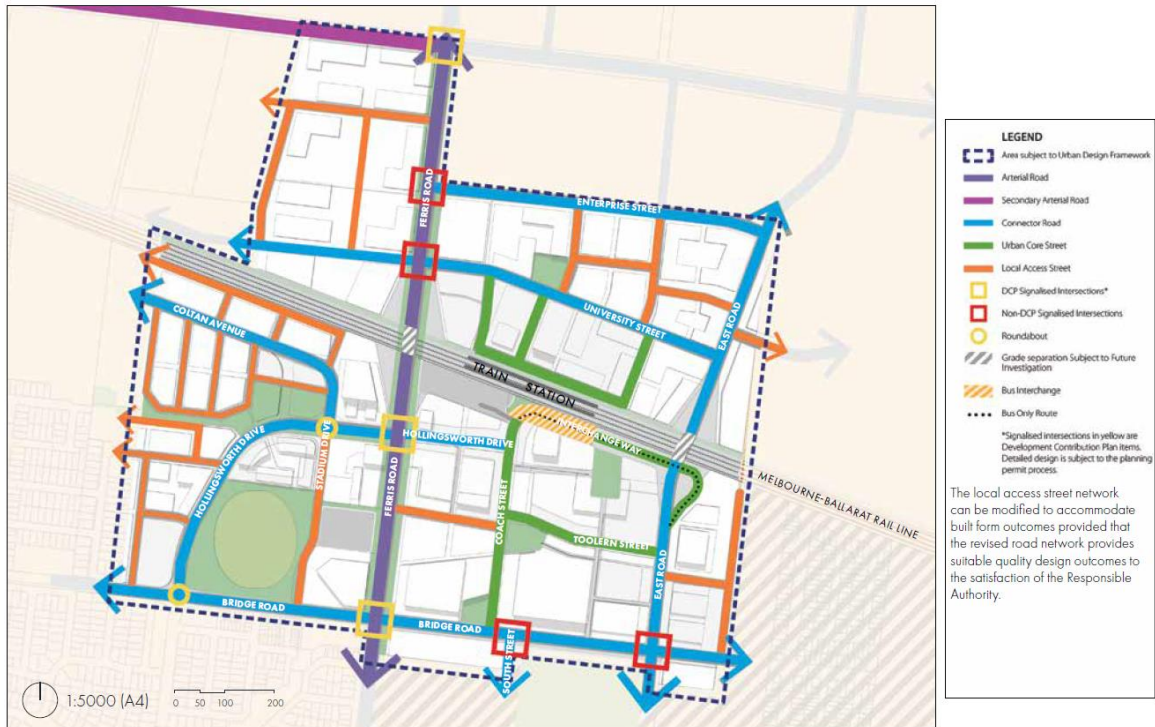 FERRIS ROAD
ENTERPRISE STREET
UNIVERSITY STREET
EAST ROAD
COLTAN AVENUE
TRAIN STATION
INTERCHANGE WAY
HOLLINGSWORTH DRIVE
HOLLINGSWORTH DRIVE
STADIUM DRIVE
FERRIS ROAD
COACH STREET
TOOLERN STREET
EAST ROAD
MELBOURNE-BALLARAT RAIL LINE
BRIDGE ROAD
BRIDGE ROAD
SOUTH STREET
1:5000 (A4)
0 50 100 200
LEGEND
Area subject to Urban Design Framework
Arterial Road
Secondary Arterial Road
Connector Road
Urban Core Street
Local Access Street
DCP Signalised Intersections*
Non-DCP Signalised Intersections
Roundabout
Grade separation Subject to Future
Investigation
Bus Interchange
Bus Only Route
*Signalised intersections in yellow are
Development Contribution Plan items.
Detailed design is subject to the planning
permit process.
The local access street network
can be modified to accommodate
built form outcomes provided that
the revised road network provides
suitable quality design outcomes to
the satisfaction of the Responsible
Authority.